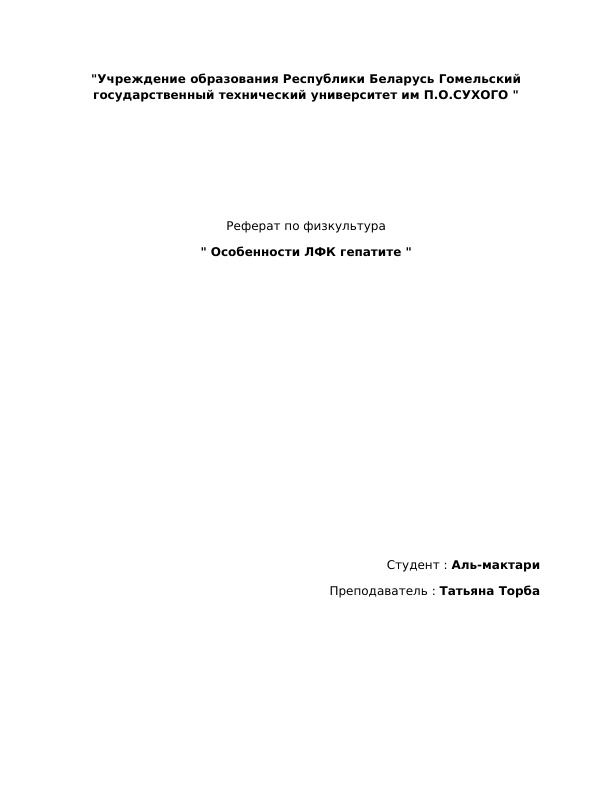 "Учреждение образования Республики Беларусь Гомельский
государственный технический университет им П.О.СУХОГО "
Реферат по физкультура
" Особенности ЛФК гепатите "
Студент : Аль-мактари
Преподаватель : Татьяна Торба